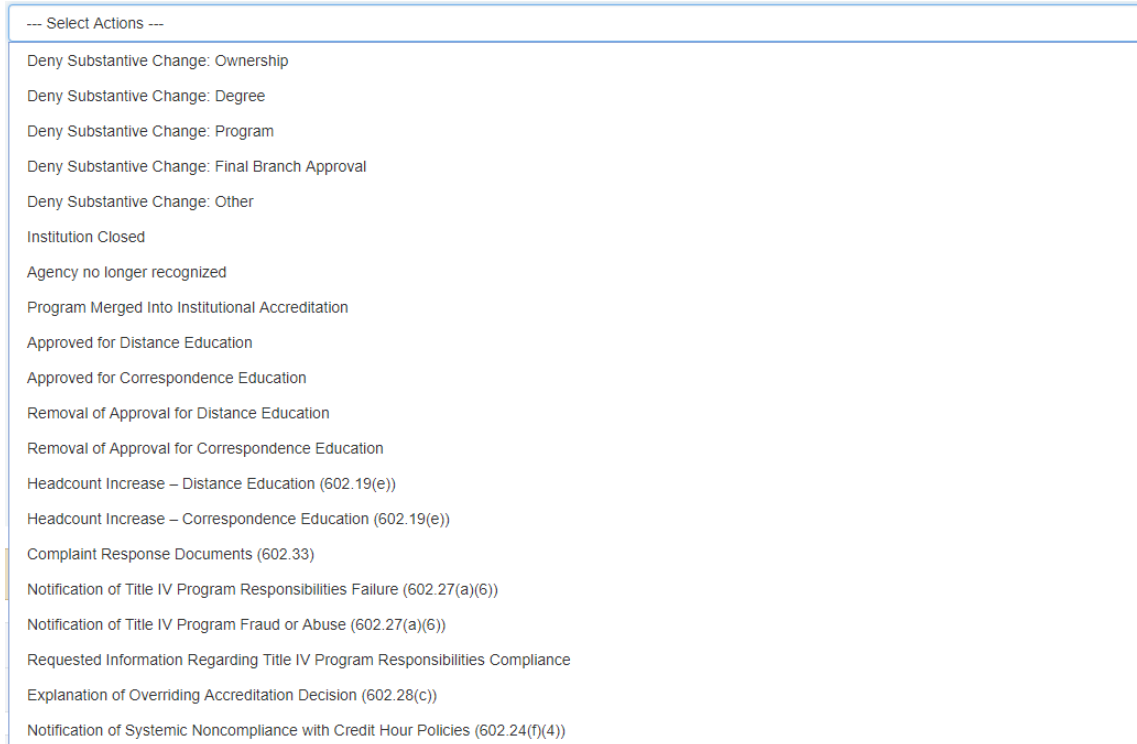 --- Select Actions ---
Deny Substantive Change: Ownership
Deny Substantive Change: Degree
Deny Substantive Change: Program
Deny Substantive Change: Final Branch Approval
Deny Substantive Change: Other
Institution Closed
Agency no longer recognized
Program Merged Into Institutional Accreditation
Approved for Distance Education
Approved for Correspondence Education
Removal of Approval for Distance Education
Removal of Approval for Correspondence Education
Headcount Increase – Distance Education (602.19(e))
Headcount Increase – Correspondence Education (602.19(e))
Complaint Response Documents (602.33)
Notification of Title IV Program Responsibilities Failure (602.27(a)(6))
Notification of Title IV Program Fraud or Abuse (602.27(a)(6))
Requested Information Regarding Title IV Program Responsibilities Compliance
Explanation of Overriding Accreditation Decision (602.28(c))
Notification of Systemic Noncompliance with Credit Hour Policies (602.24(f)(4))